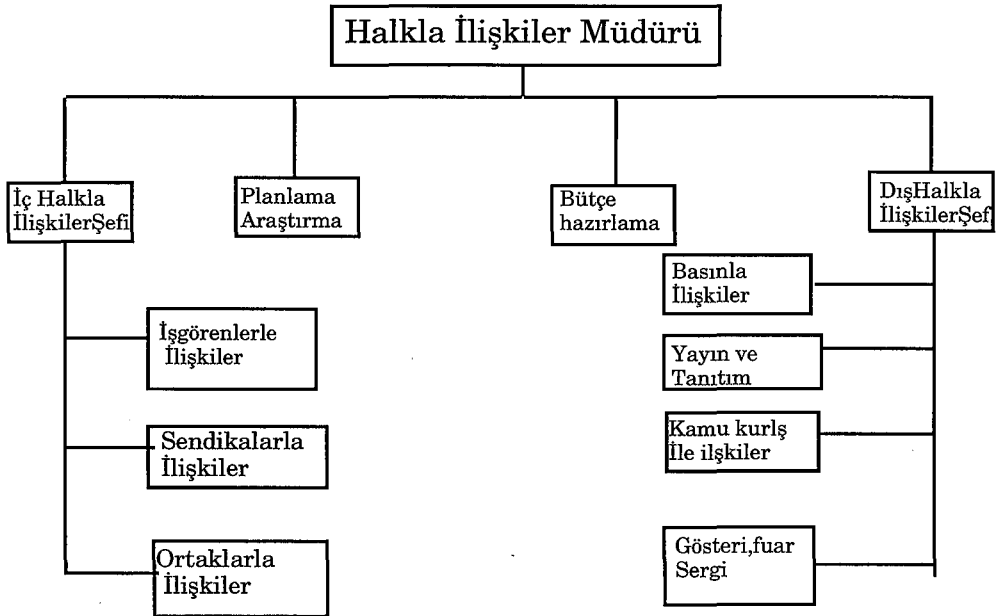 Halkla İlişkiler Müdürü
İç Halkla
İlişkilerŞefi
Planlama
Araştırma
Bütçe
hazırlama
DışHalkla
İlişkilerŞef
İşgörenlerle
İlişkiler
Sendikalarla
İlişkiler
Ortaklarla
İlişkiler
Basınla
İlişkiler
Yayın ve
Tanıtım
Kamu kurlş
İle ilşkiler
Gösteri,fuar
Sergi